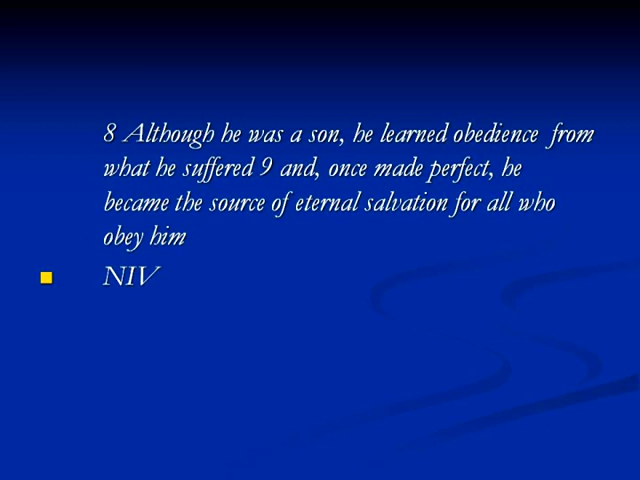 8 Although he was a son, he learned obedience from
what he suffered 9 and, once made perfect, he
became the source of eternal salvation for all who
obey him
NIV